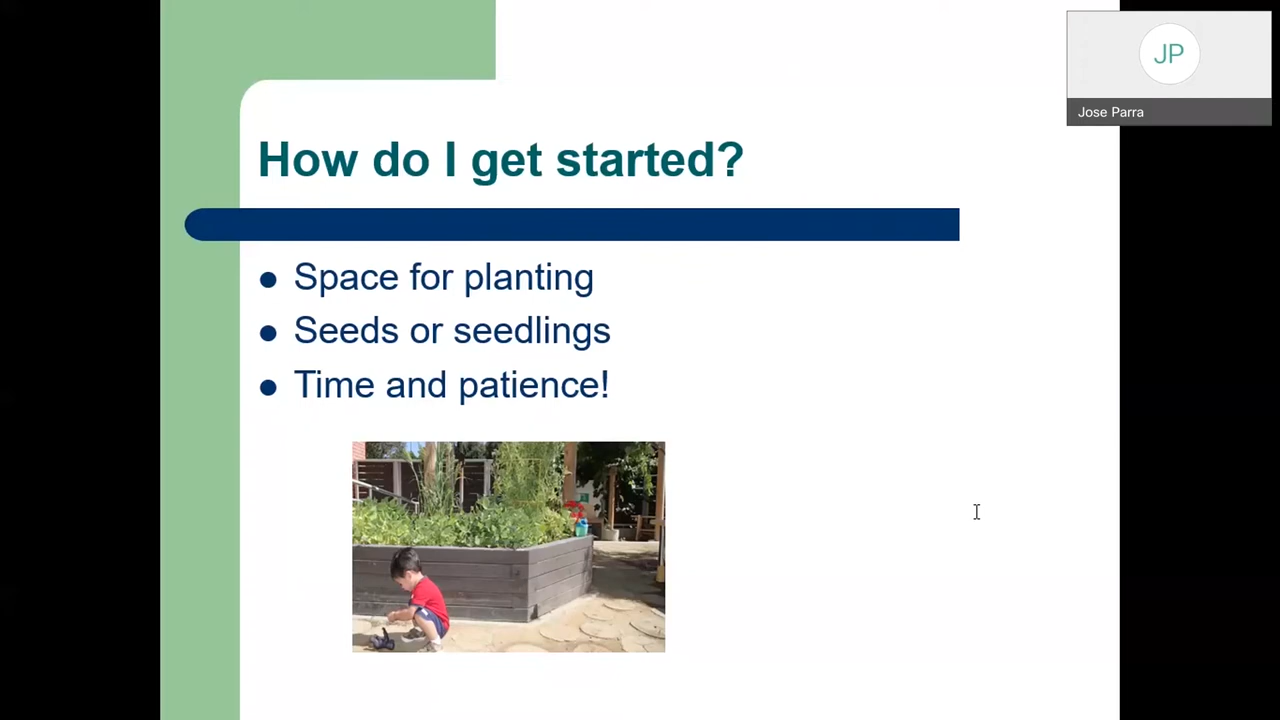 JP
Jose Parra
How do I get started?
Space for planting
Seeds or seedlings
Time and patience!